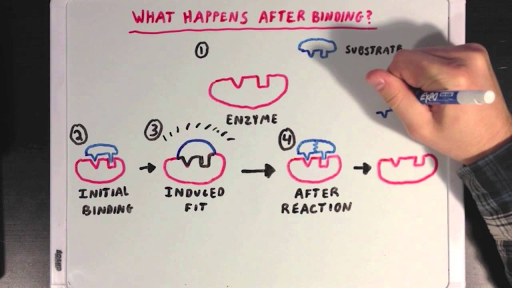 WHAT HAPPENS AFTER BINDING?
1
SUBSTRATE
ENZYME
EXPO
2
3
4
INITIAL
BINDING
INDUCED
FIT
AFTER
REACTION